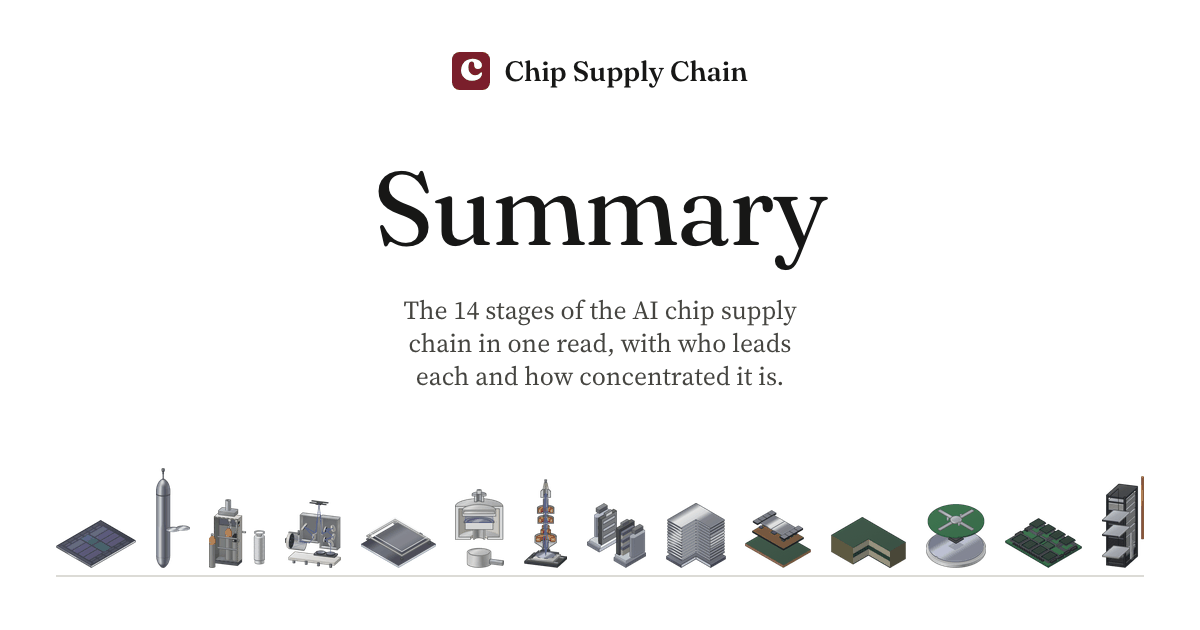 C Chip Supply Chain
Summary
The 14 stages of the AI chip supply
chain in one read, with who leads
each and how concentrated it is.